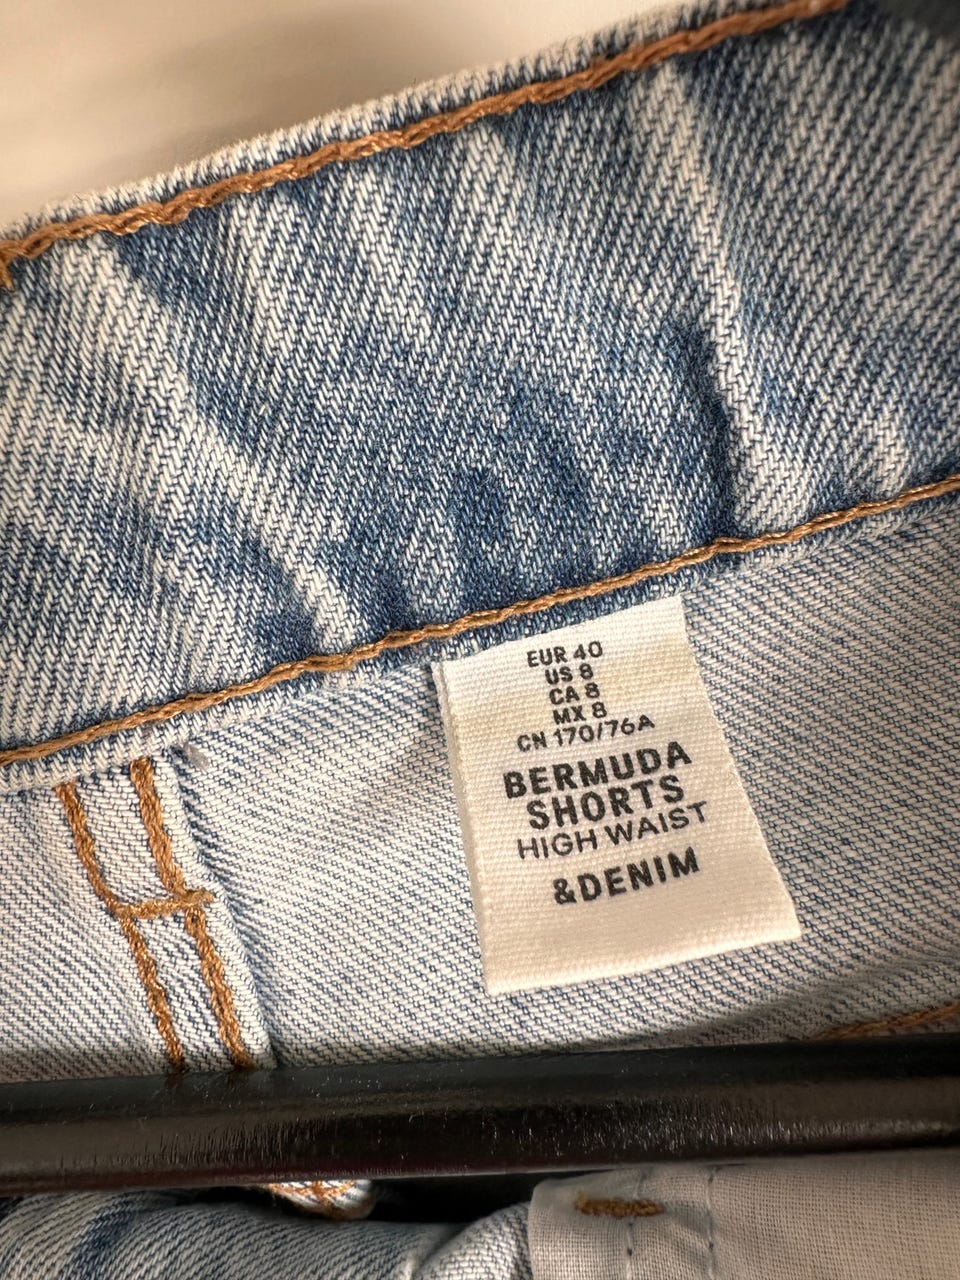 EUR 40
US 8
CA 8
MX 8
CN 170/76A
BERMUDA
SHORTS
HIGH WAIST
&DENIM